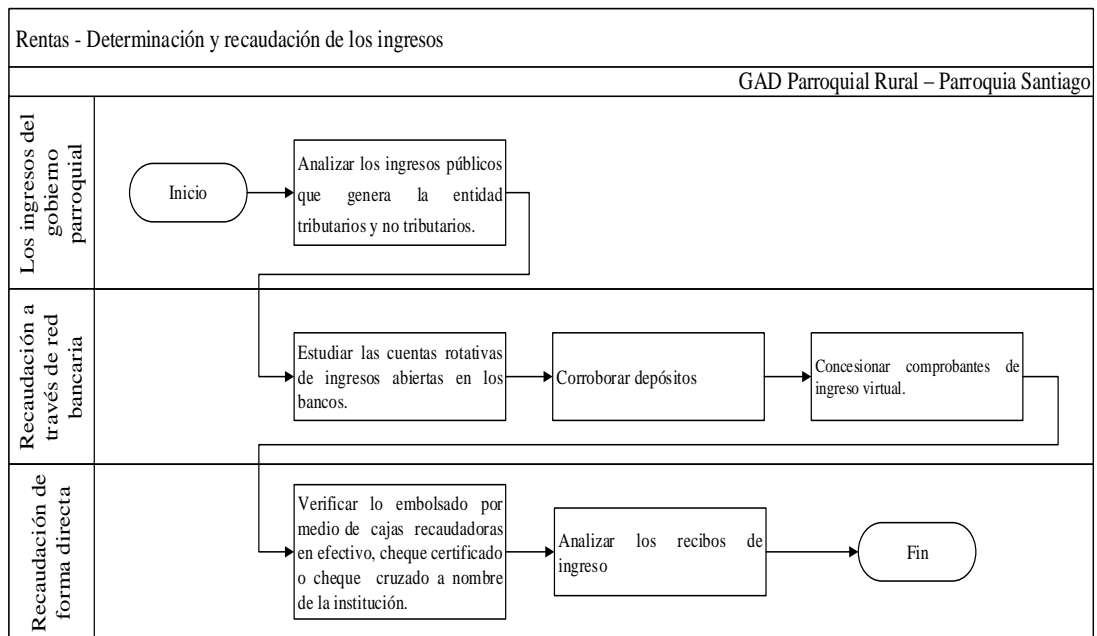 Rentas - Determinación y recaudación de los ingresos
GAD Parroquial Rural – Parroquia Santiago
Los ingresos del
gobierno
parroquial
Inicio
Analizar los ingresos públicos
que genera la entidad
tributarios y no tributarios.
Recaudación a
través de red
bancaria
Estudiar las cuentas rotativas
de ingresos abiertas en los
bancos.
Corroborar depósitos
Concesionar comprobantes de
ingreso virtual.
Recaudación de
forma directa
Verificar lo embolsado por
medio de cajas recaudadoras
en efectivo, cheque certificado
o cheque cruzado a nombre
de la institución.
Analizar los recibos de
ingreso
Fin